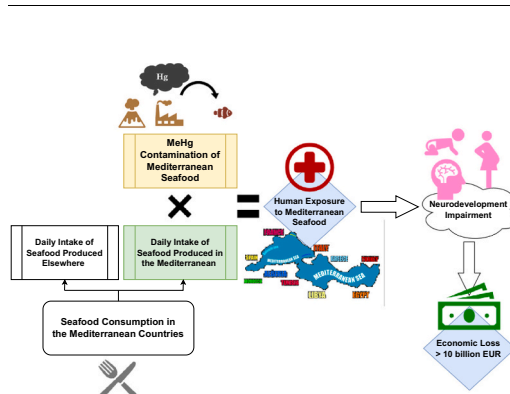 Hg
MeHg
Contamination of
Mediterranean
Seafood
Human Exposure
to Mediterranean
Seafood
Neurodevelopment
Impairment
Daily Intake of
Seafood Produced
Elsewhere
Daily Intake of
Seafood Produced in
the Mediterranean
MEDITERRANEAN SEA
LIBYA
EGYPT
Seafood Consumption in
the Mediterranean Countries
Economic Loss
> 10 billion EUR